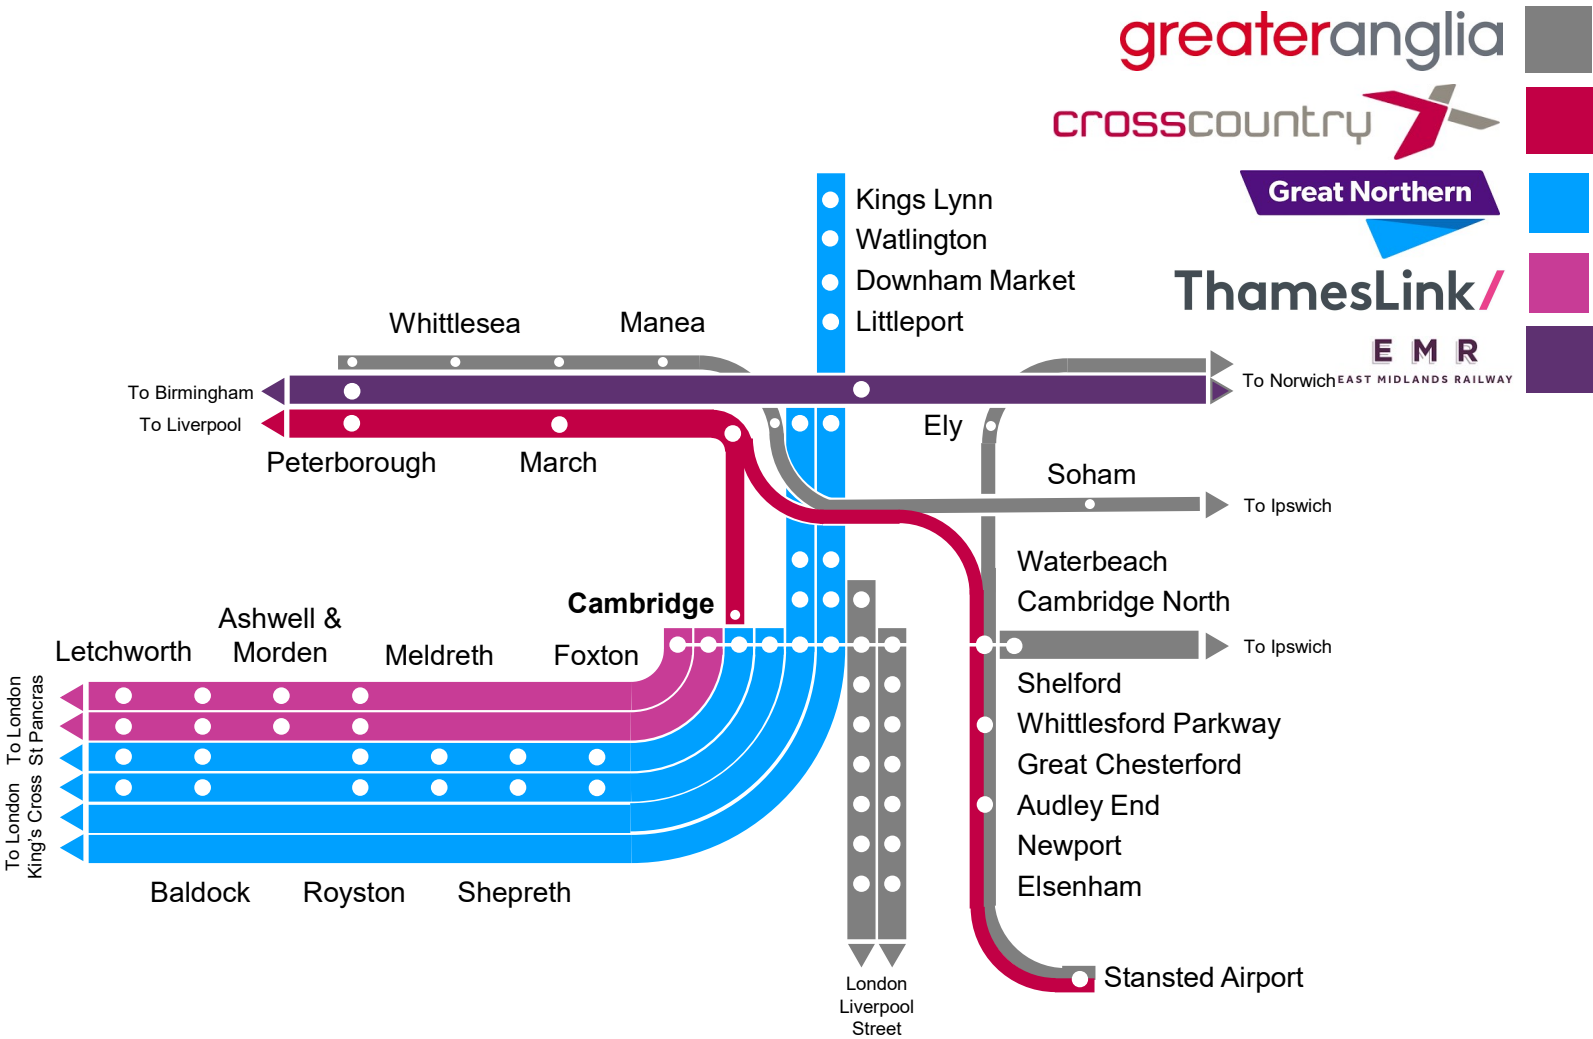 greateranglia
crosscountry
Great Northern
ThamesLink/
EMR
EAST MIDLANDS RAILWAY
Kings Lynn
Watlington
Downham Market
Littleport
Whittlesea
Manea
To Birmingham
To Norwich
To Liverpool
Ely
Peterborough
March
Soham
To Ipswich
Waterbeach
Cambridge North
Cambridge
To Ipswich
Letchworth
Ashwell &
Morden
Meldreth
Foxton
To London
St Pancras
To London
King's Cross
Baldock
Royston
Shepreth
Shelford
Whittlesford Parkway
Great Chesterford
Audley End
Newport
Elsenham
Stansted Airport
London
Liverpool
Street